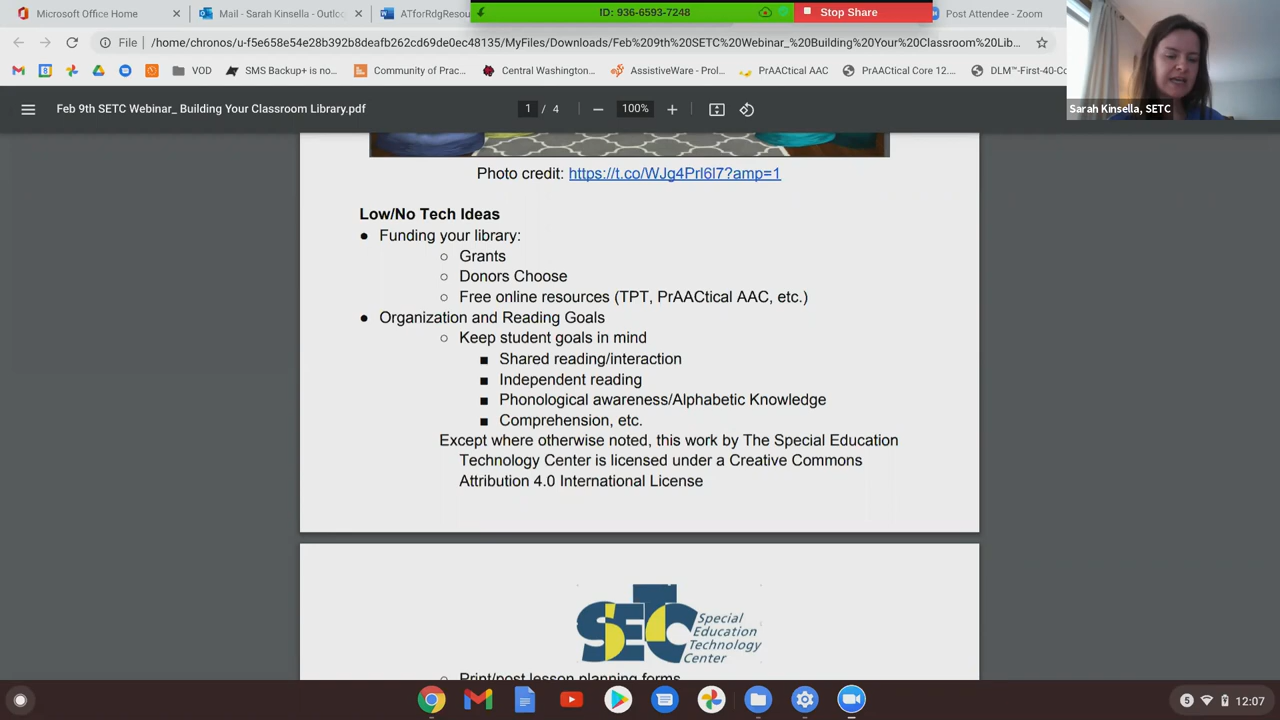 Microsoft Office Home
Mail - Sarah Kinsella - Outlo
ATforRdgResou
ID: 936-6593-7248
Stop Share
Post Attendee - Zoom
File
/home/chronos/u-f5e658e54e28b392b8deafb262cd69de0ec48135/MyFiles/Downloads/Feb%209th%20SETC%20Webinar_%20Building%20Your%20Classroom%20Lib...
VOD
SMS Backup+ is no...
Community of Prac...
Central Washington...
AssistiveWare - Prol...
PrAACtical AAC
PrAACtical Core 12...
DLM™-First-40-Co
Sarah Kinsella, SETC
Feb 9th SETC Webinar_ Building Your Classroom Library.pdf
1 / 4
100%
Photo credit: https://t.co/WJg4Prl6l7?amp=1
Low/No Tech Ideas
● Funding your library:
○ Grants
○ Donors Choose
○ Free online resources (TPT, PrAACtical AAC, etc.)
● Organization and Reading Goals
○ Keep student goals in mind
■ Shared reading/interaction
■ Independent reading
■ Phonological awareness/Alphabetic Knowledge
■ Comprehension, etc.
Except where otherwise noted, this work by The Special Education
Technology Center is licensed under a Creative Commons
Attribution 4.0 International License
SETC
Special
Education
Technology
Center
○ Print/post lesson planning forms
5
12:07